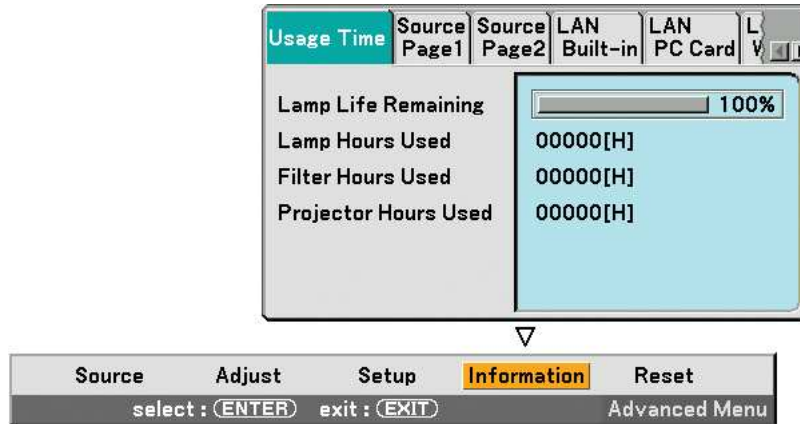 Usage Time Source Page1 Source Page2 LAN Built-in LAN PC Card L
Lamp Life Remaining 100%
Lamp Hours Used 00000[H]
Filter Hours Used 00000[H]
Projector Hours Used 00000[H]
Source Adjust Setup Information Reset
select : ENTER exit : EXIT Advanced Menu